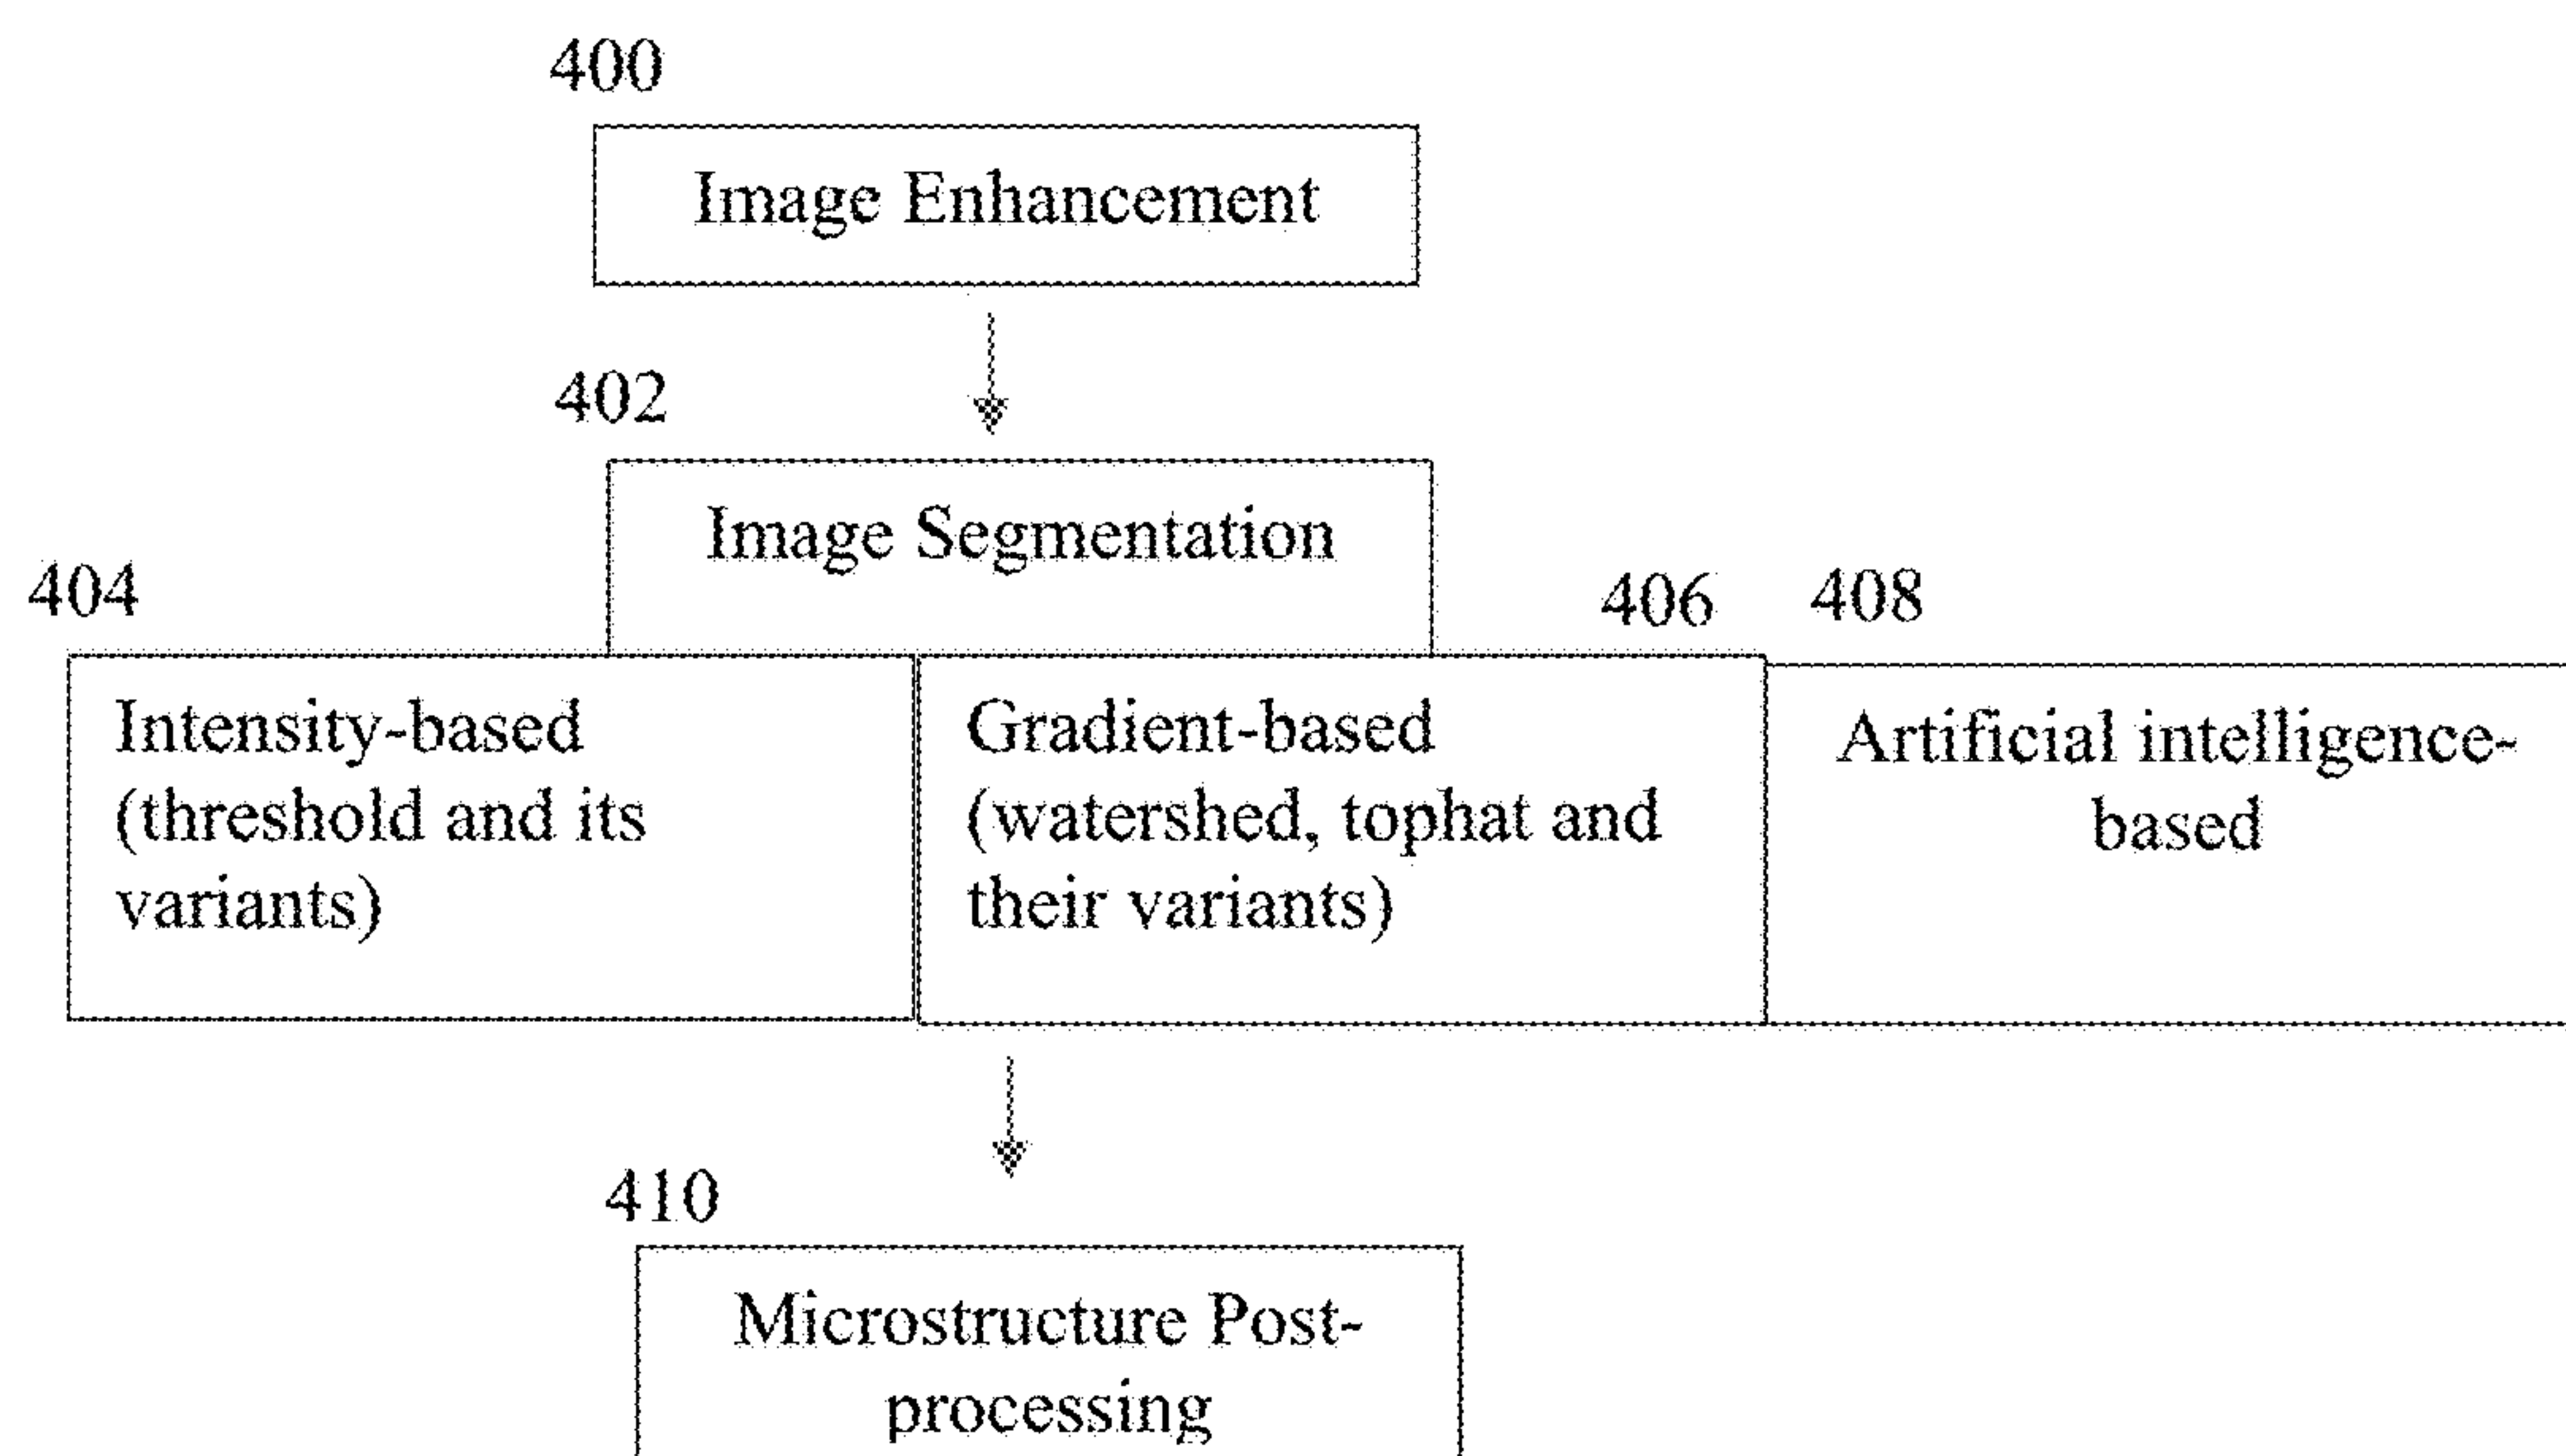 400
Image Enhancement
402
Image Segmentation
404
406
408
Intensity-based
(threshold and its
variants)
Gradient-based
(watershed, tophat and
their variants)
Artificial intelligence-
based
410
Microstructure Post-
processing